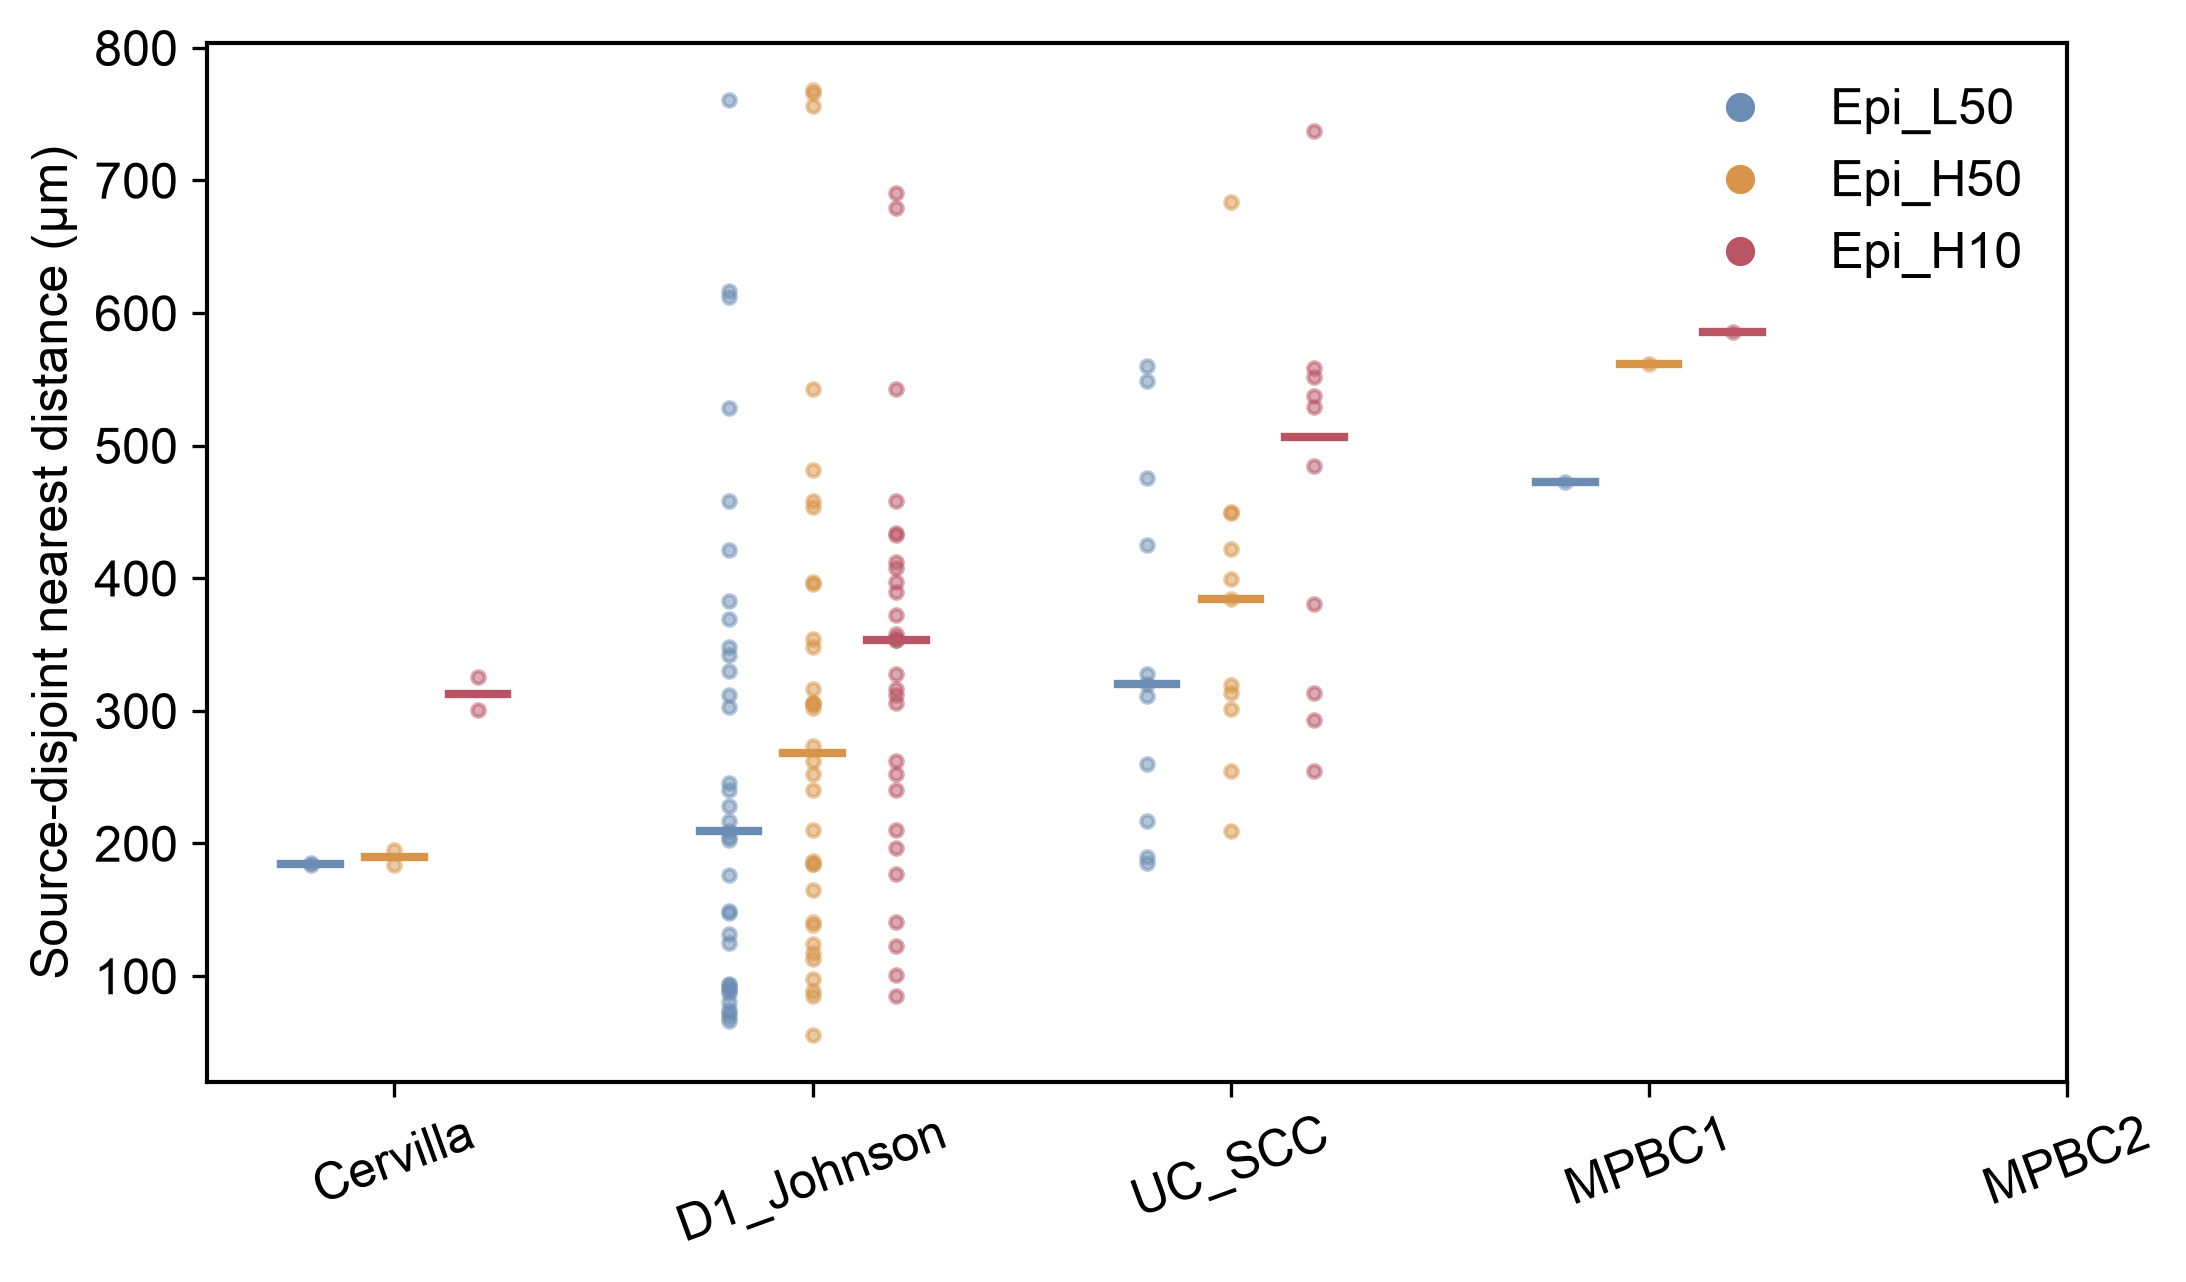 Source-disjoint nearest distance (μm)
800
700
600
500
400
300
200
100
Epi_L50
Epi_H50
Epi_H10
Cervilla
D1_Johnson
UC_SCC
MPBC1
MPBC2